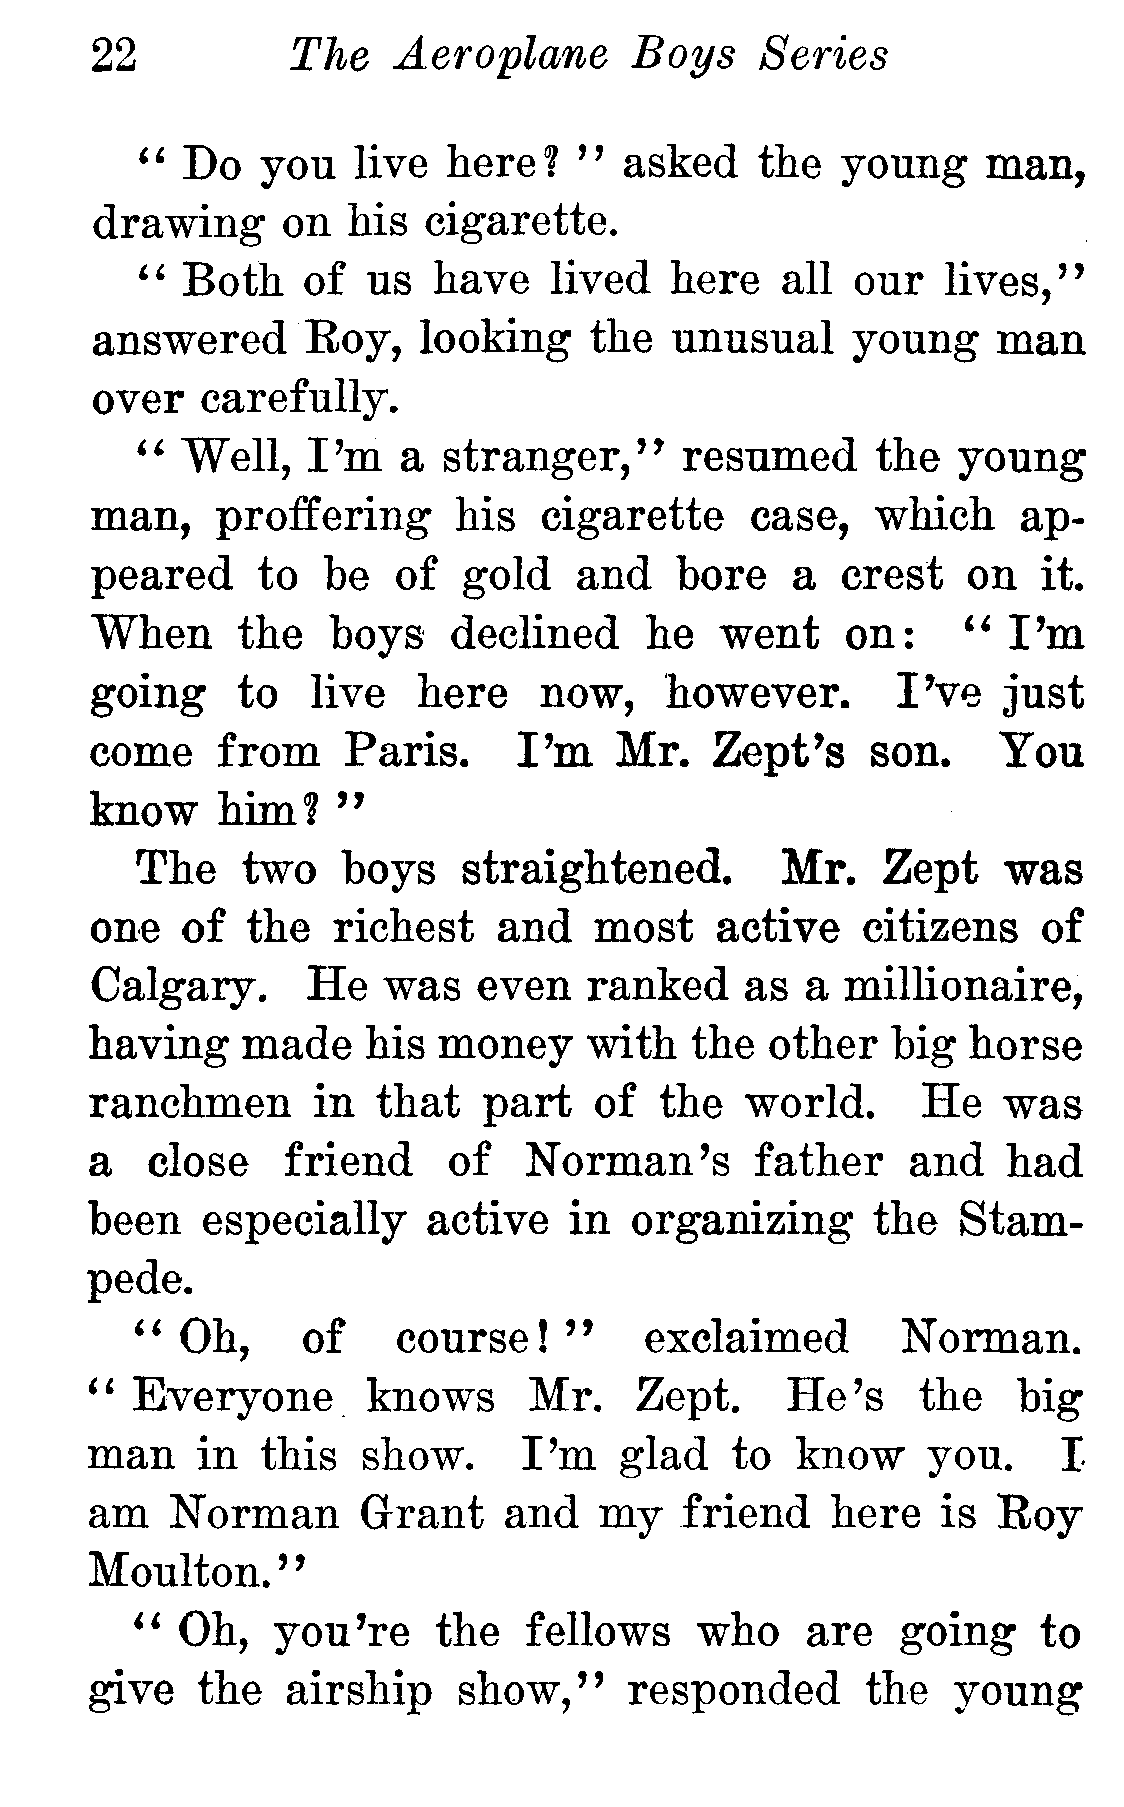 22 The Aeroplane Boys Series
“ Do you live here? ” asked the young man,
drawing on his cigarette.
“ Both of us have lived here all our lives,”
answered Roy, looking the unusual young man
over carefully.
“ Well, I’m a stranger,” resumed the young
man, proffering his cigarette case, which ap-
peared to be of gold and bore a crest on it.
When the boys declined he went on: “ I’m
going to live here now, however. I’ve just
come from Paris. I’m Mr. Zept’s son. You
know him? ”
The two boys straightened. Mr. Zept was
one of the richest and most active citizens of
Calgary. He was even ranked as a millionaire,
having made his money with the other big horse
ranchmen in that part of the world. He was
a close friend of Norman’s father and had
been especially active in organizing the Stam-
pede.
“ Oh, of course! ” exclaimed Norman.
“ Everyone knows Mr. Zept. He’s the big
man in this show. I’m glad to know you. I
am Norman Grant and my friend here is Roy
Moulton.”
“ Oh, you’re the fellows who are going to
give the airship show,” responded the young